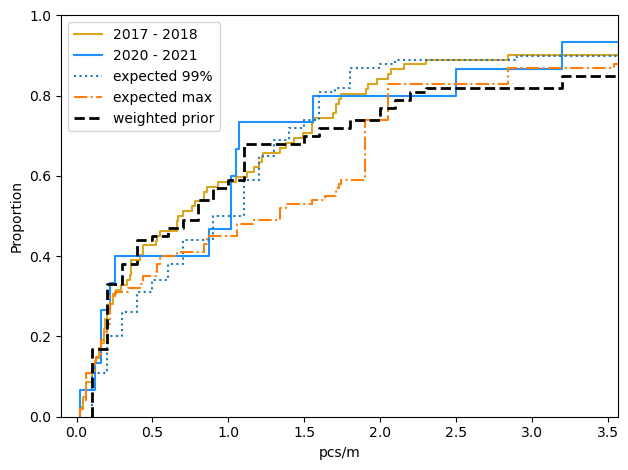 1.0
0.8
0.6
0.4
0.2
0.0
Proportion
2017 - 2018
2020 - 2021
expected 99%
expected max
weighted prior
0.0 0.5 1.0 1.5 2.0 2.5 3.0 3.5
pcs/m